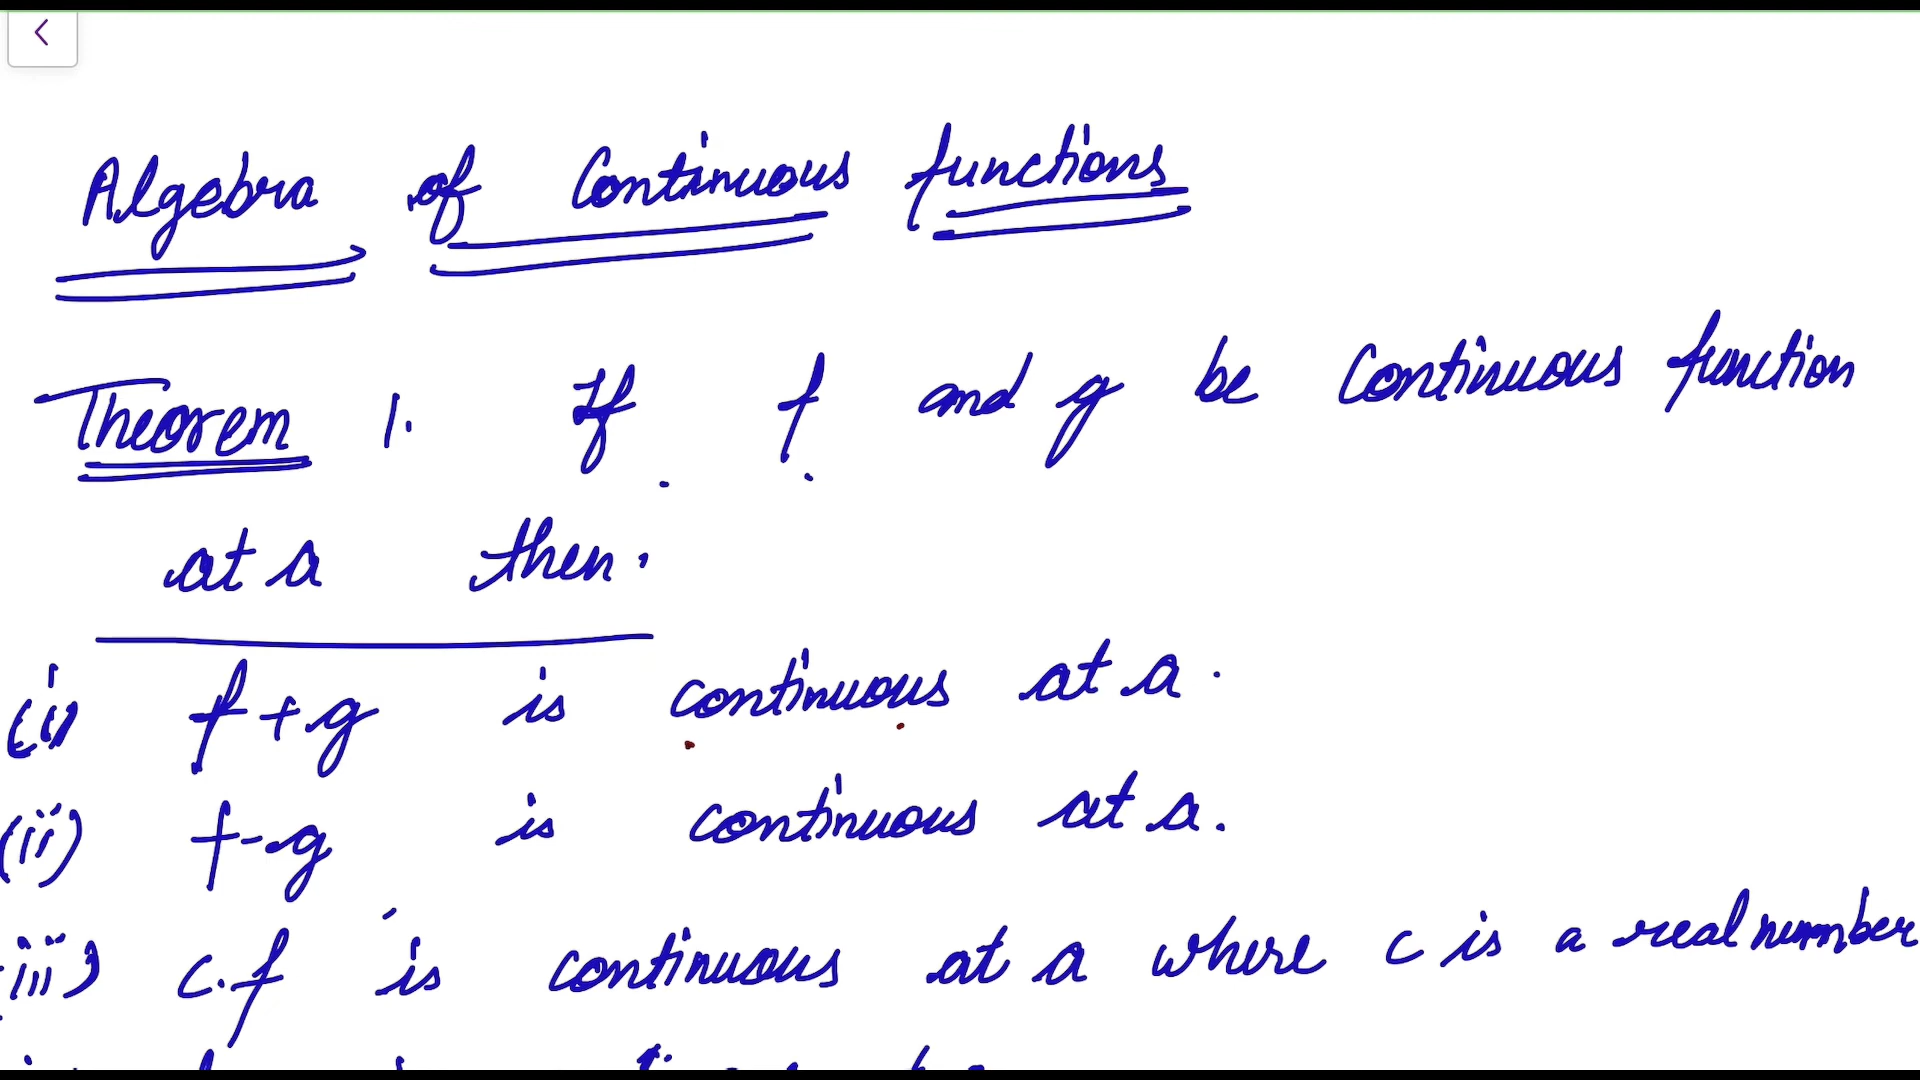 Algebra of Continuous functions
Theorem 1. If f and g be Continuous function
at a then.
(i) f+g is continuous at a.
(ii) f-g is continuous at a.
(iii) c.f is continuous at a where c is a real number